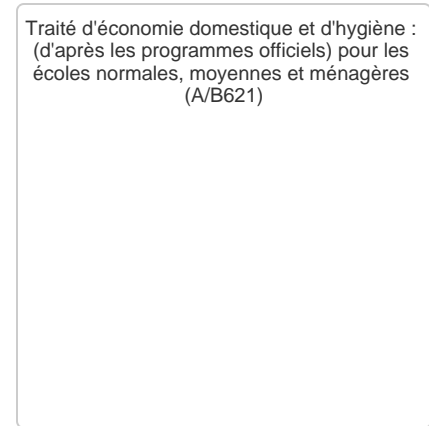 Traité d'économie domestique et d'hygiène :
(d'après les programmes officiels) pour les
écoles normales, moyennes et ménagères
(A/B621)